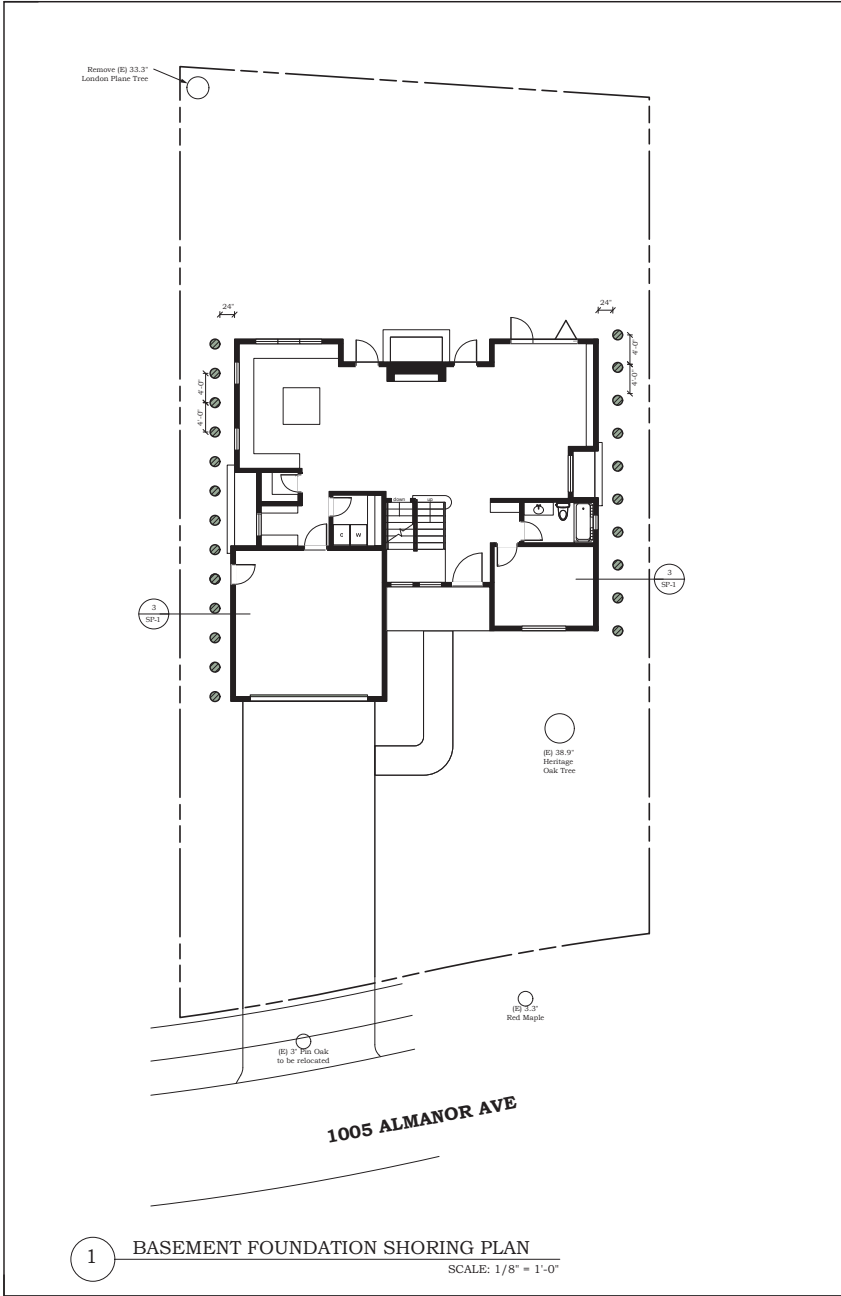 Remove (E) 33.3"
London Plane Tree
24"
24"
4'-0"
4'-0"
4'-0"
4'-0"
down
up
C
W
3
SP-1
3
SP-1
(E) 38.9"
Heritage
Oak Tree
(E) 3.3"
Red Maple
(E) 3" Pin Oak
to be relocated
1005 ALMANOR AVE
1
BASEMENT FOUNDATION SHORING PLAN
SCALE: 1/8" = 1'-0"